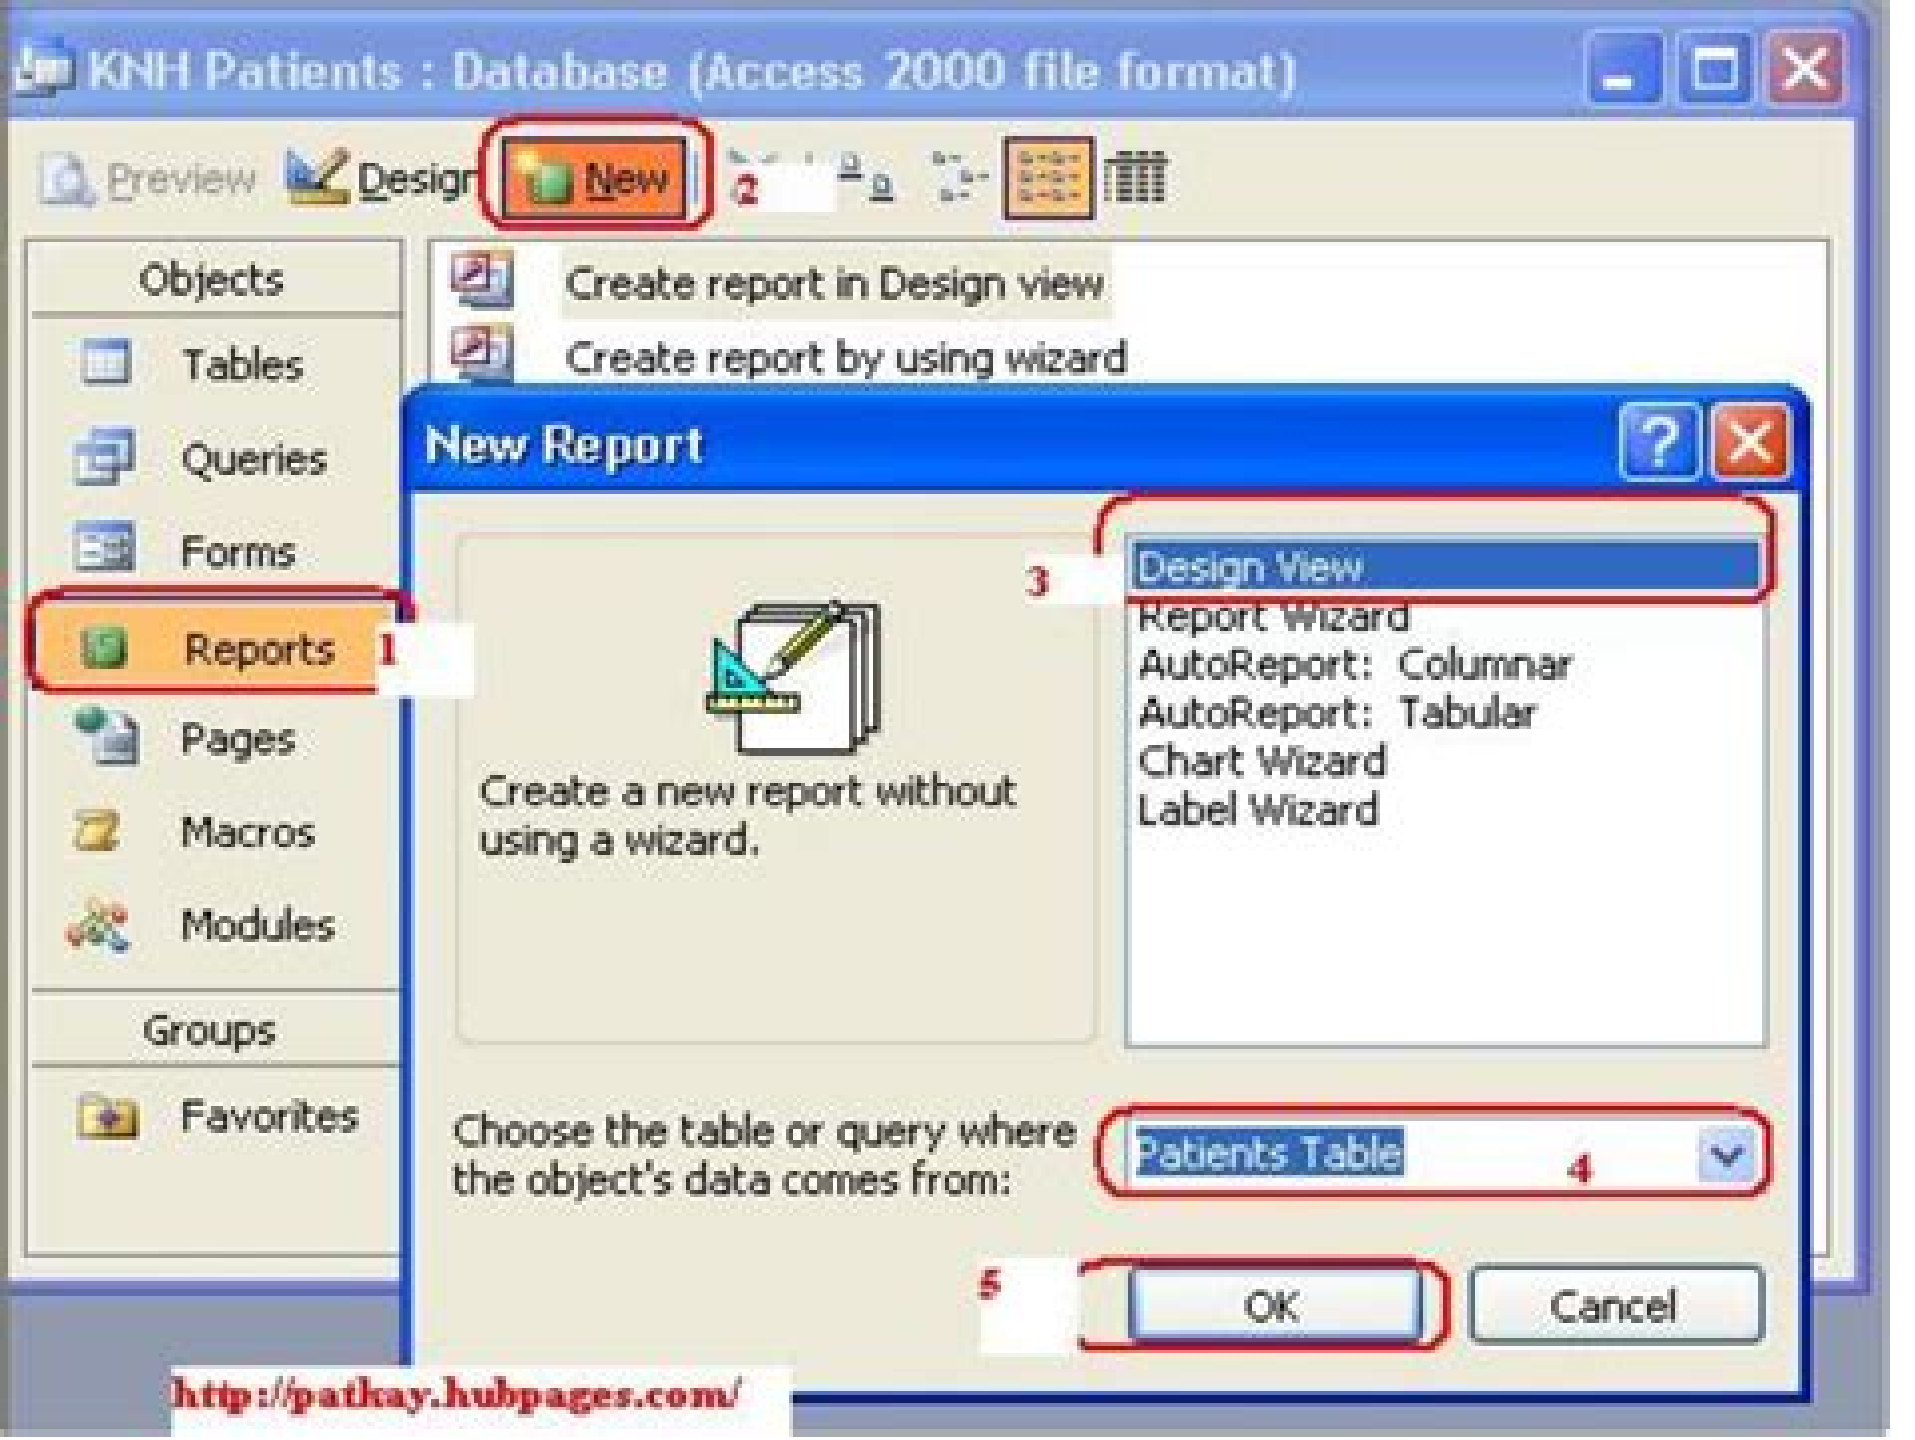 KNH Patients : Database (Access 2000 file format)
Preview Design New 2
Objects
Tables
Queries
Forms
Reports 1
Pages
Macros
Modules
Groups
Favorites
Create report in Design view
Create report by using wizard
New Report
3
Design View
Report Wizard
AutoReport: Columnar
AutoReport: Tabular
Chart Wizard
Label Wizard
Create a new report without
using a wizard.
Choose the table or query where
the object's data comes from:
Patients Table 4
5 OK Cancel
http://patkay.hubpages.com/